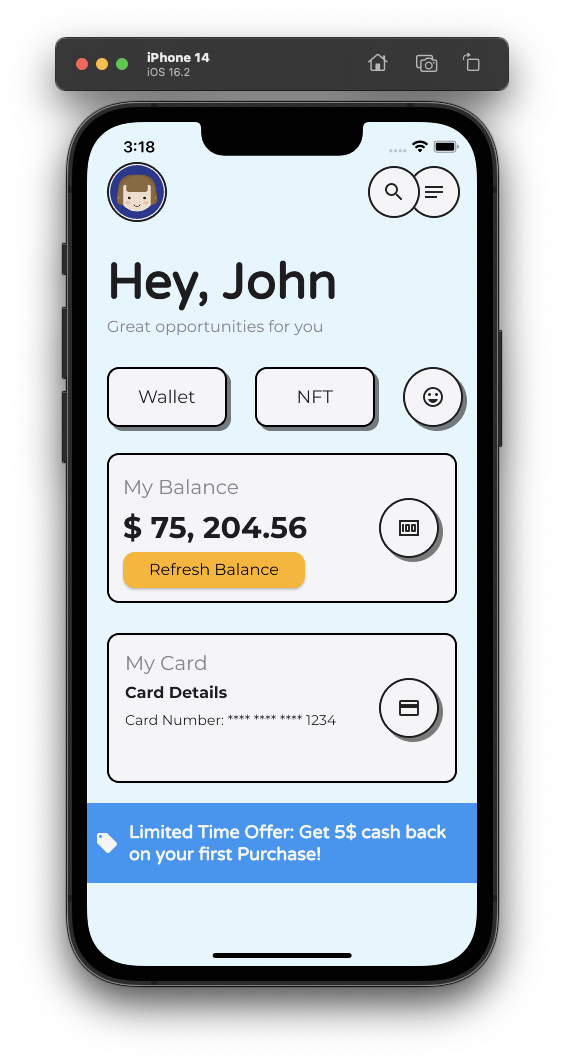 iPhone 14
iOS 16.2
3:18
Hey, John
Great opportunities for you
Wallet
NFT
My Balance
$ 75, 204.56
100
Refresh Balance
My Card
Card Details
Card Number: **** **** **** 1234
Limited Time Offer: Get 5$ cash back
on your first Purchase!